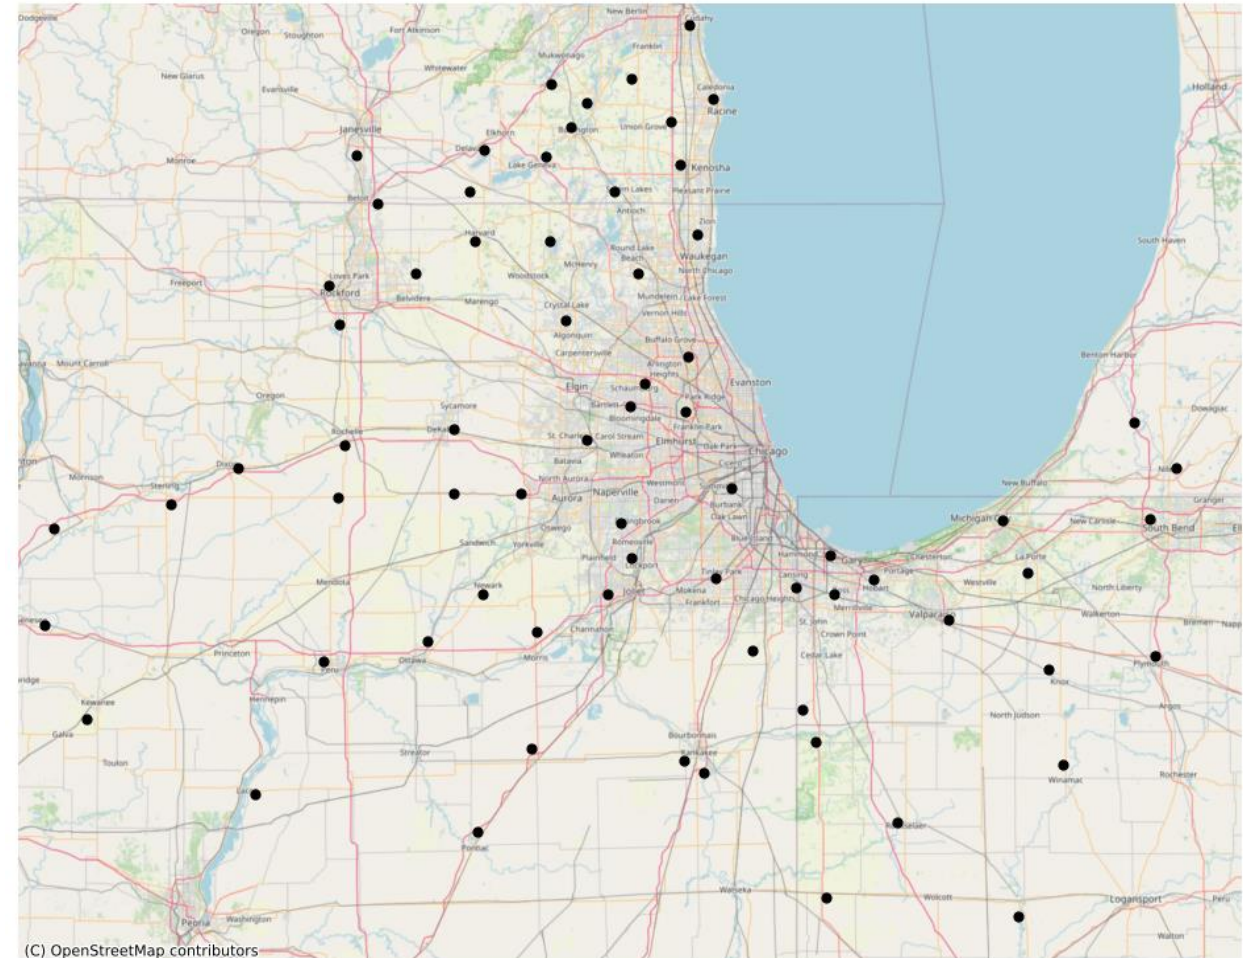 Dodgeville
Oregon
Stoughton
Fort Atkinson
New Berlin
Cudahy
Mukwonago
Franklin
New Glarus
Whitewater
Evansville
Caledonia
Racine
Holland
Janesville
Elkhorn
Union Grove
Monroe
Lake Geneva
Kenosha
Beloit
Pleasant Prairie
Antioch
Zion
Harvard
South Haven
Round Lake
Beach
Waukegan
Freeport
Loves Park
Rockford
Woodstock
McHenry
North Chicago
Belvidere
Marengo
Crystal Lake
Mundelein
Lake Forest
Vernon Hills
Algonquin
Buffalo Grove
Mount Carroll
Carpentersville
Arlington
Heights
Benton Harbor
Elgin
Schaumburg
Evanston
Oregon
Sycamore
Park Ridge
Dowagiac
Bloomingdale
Rochelle
Franklin Park
St. Charles
Carol Stream
Elmhurst
Oak Park
Chicago
Batavia
Wheaton
Cicero
Dixon
Morrison
Sterling
North Aurora
Westmont
New Buffalo
Aurora
Naperville
Darien
Burbank
Granger
Oak Lawn
Michigan
New Carlisle
South Bend
Oswego
Sandwich
Yorkville
Romeoville
Blue Island
Plainfield
Lockport
Hammond
Gary
Chesterton
La Porte
Mendota
Newark
Tinley Park
Lansing
Portage
Westville
North Liberty
Joliet
Mokena
Frankfort
Chicago Heights
Hobart
Merrillville
Valparaiso
Walkerton
Channahon
St. John
Bremen
Crown Point
Princeton
Ottawa
Morris
Cedar Lake
Peru
Plymouth
Knox
Kewanee
Hennepin
Argos
North Judson
Galva
Bourbonnais
Toulon
Streator
Kankakee
Winamac
Rochester
Pontiac
Rensselaer
Watseka
Wolcott
Logansport
Peru
Peoria
Washington
Walton
(C) OpenStreetMap contributors